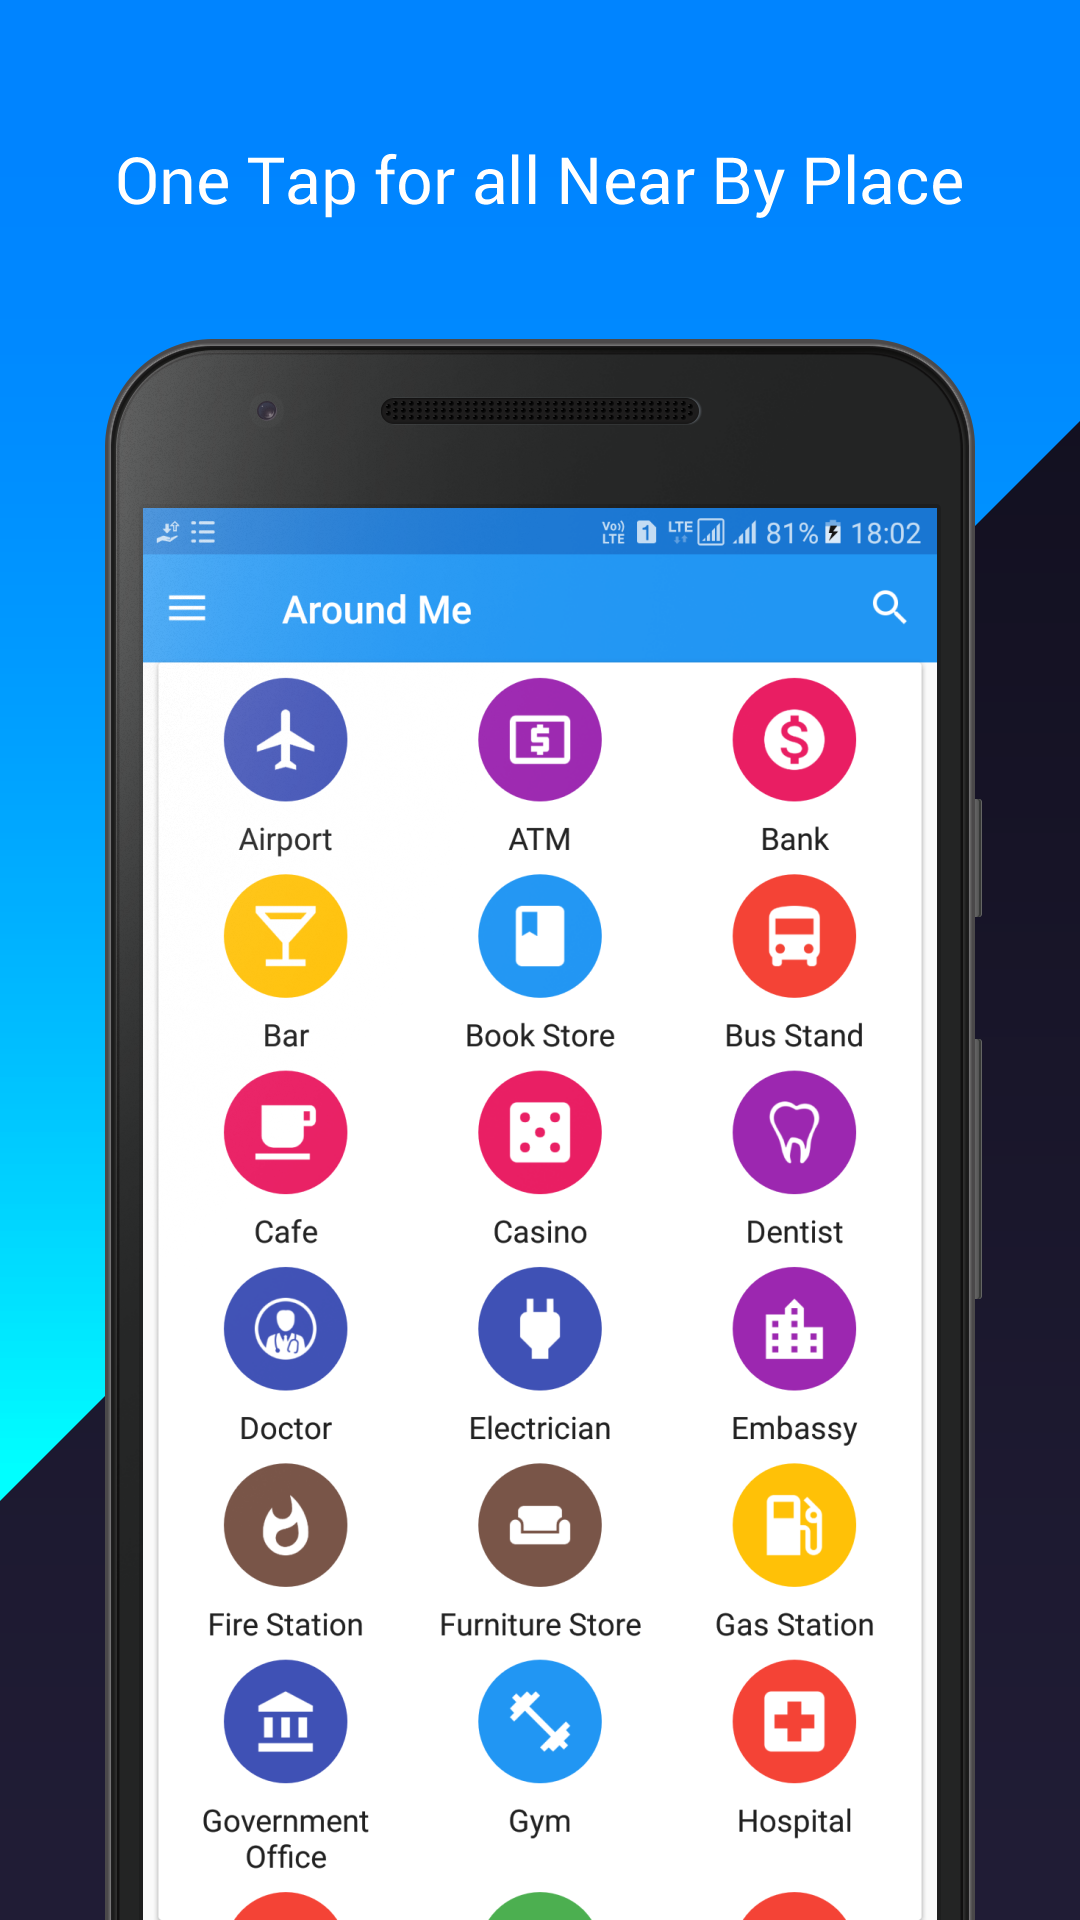 One Tap for all Near By Place
Vo)) LTE 1 LTE 81% 18:02
Around Me
Airport ATM Bank
Bar Book Store Bus Stand
Cafe Casino Dentist
Doctor Electrician Embassy
Fire Station Furniture Store Gas Station
Government Gym Hospital
Office